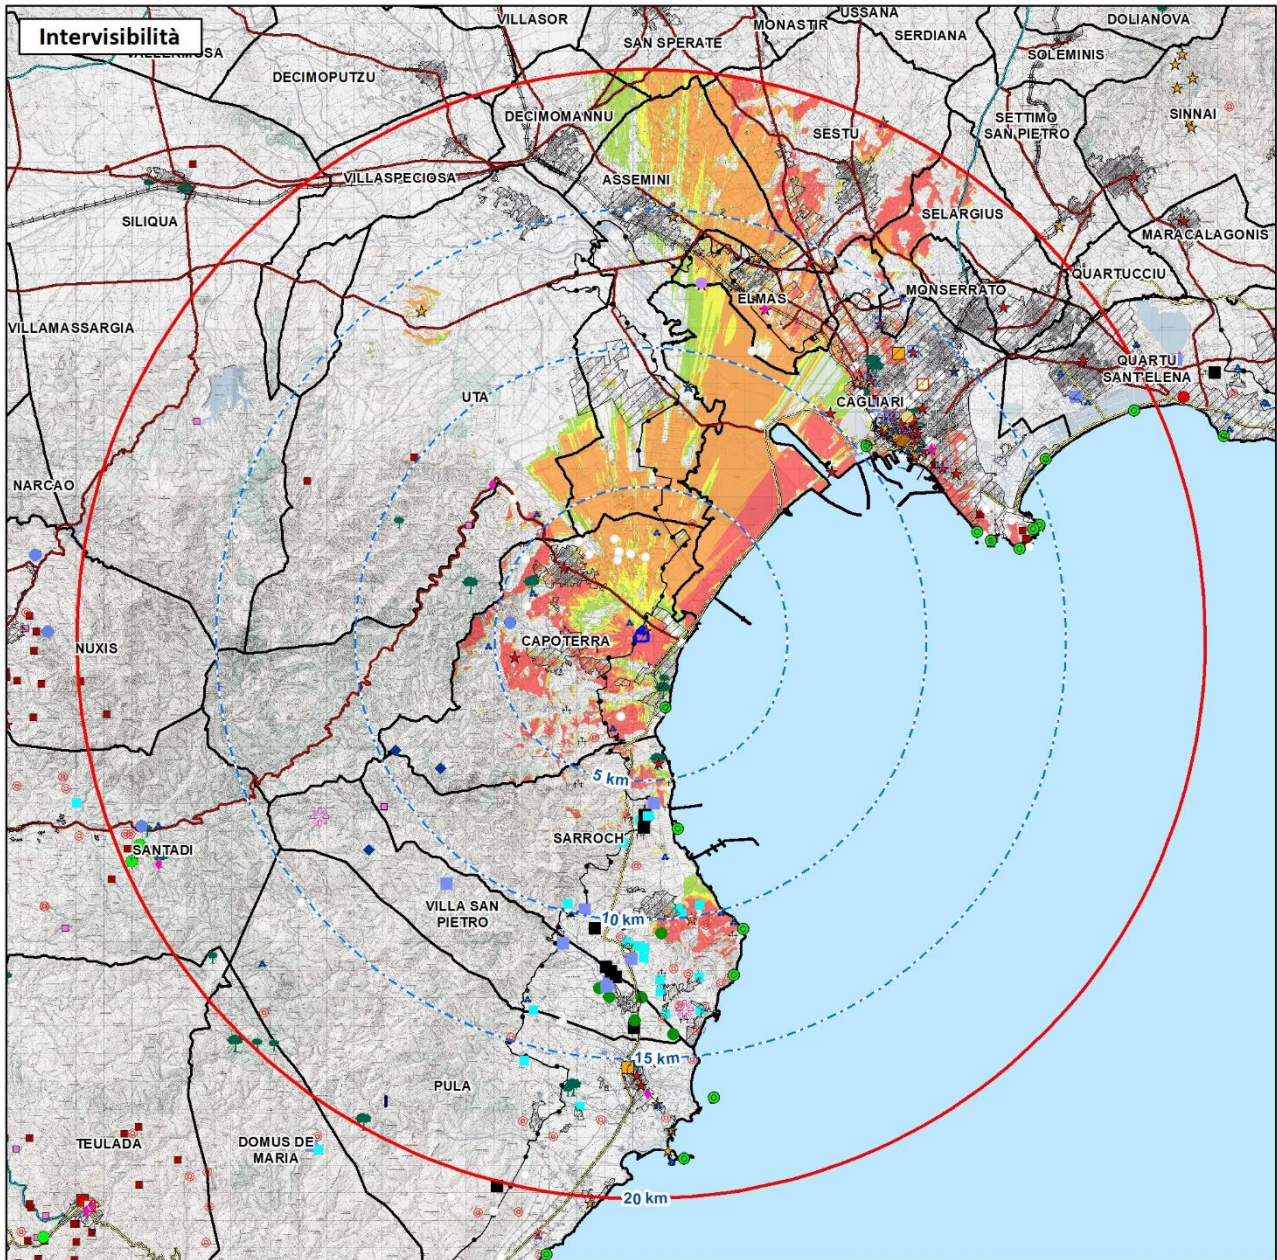 Intervisibilità
VILLASOR
USSANA
DOLIANOVA
MONASTIR
SERDIANA
SAN SPERATE
SOLEMINIS
DECIMOPUTZU
DECIMOMANNU
SESTU
SETTIMO
SAN PIETRO
SINNAI
VILLASPECIOSA
ASSEMINI
SILIQUA
SELARGIUS
MARACALAGONIS
QUARTUCCIU
MONSERRATO
ELMAS
VILLAMASSARGIA
QUARTU
SANT'ELENA
UTA
CAGLIARI
NARCAO
NUXIS
CAPOTERRA
5 km
SARROCH
SANTADI
VILLA SAN
PIETRO
10 km
15 km
PULA
TEULADA
DOMUS DE
MARIA
20 km